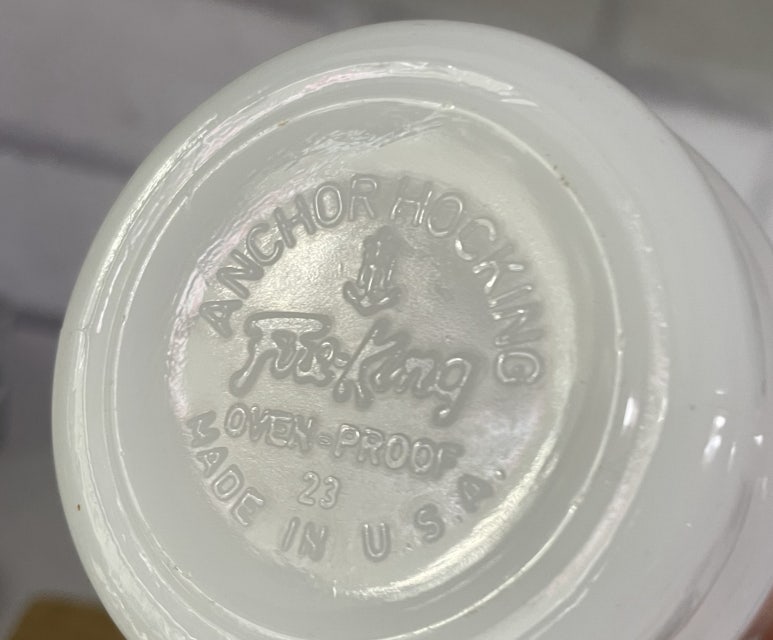 ANCHOR HOCKING
Fire-King
OVEN-PROOF
23
MADE IN U.S.A.